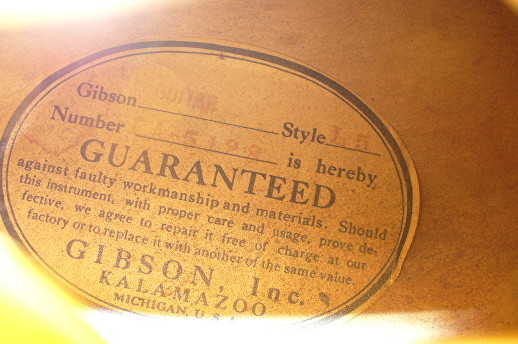 Gibson Style
Number is hereby
GUARANTEED
against faulty workmanship and materials. Should
this instrument, with proper care and usage, prove de-
fective, we agree to repair it free of charge at our
factory or to replace it with another of the same value.
GIBSON, Inc.
KALAMAZOO
MICHIGAN, U.S.A.